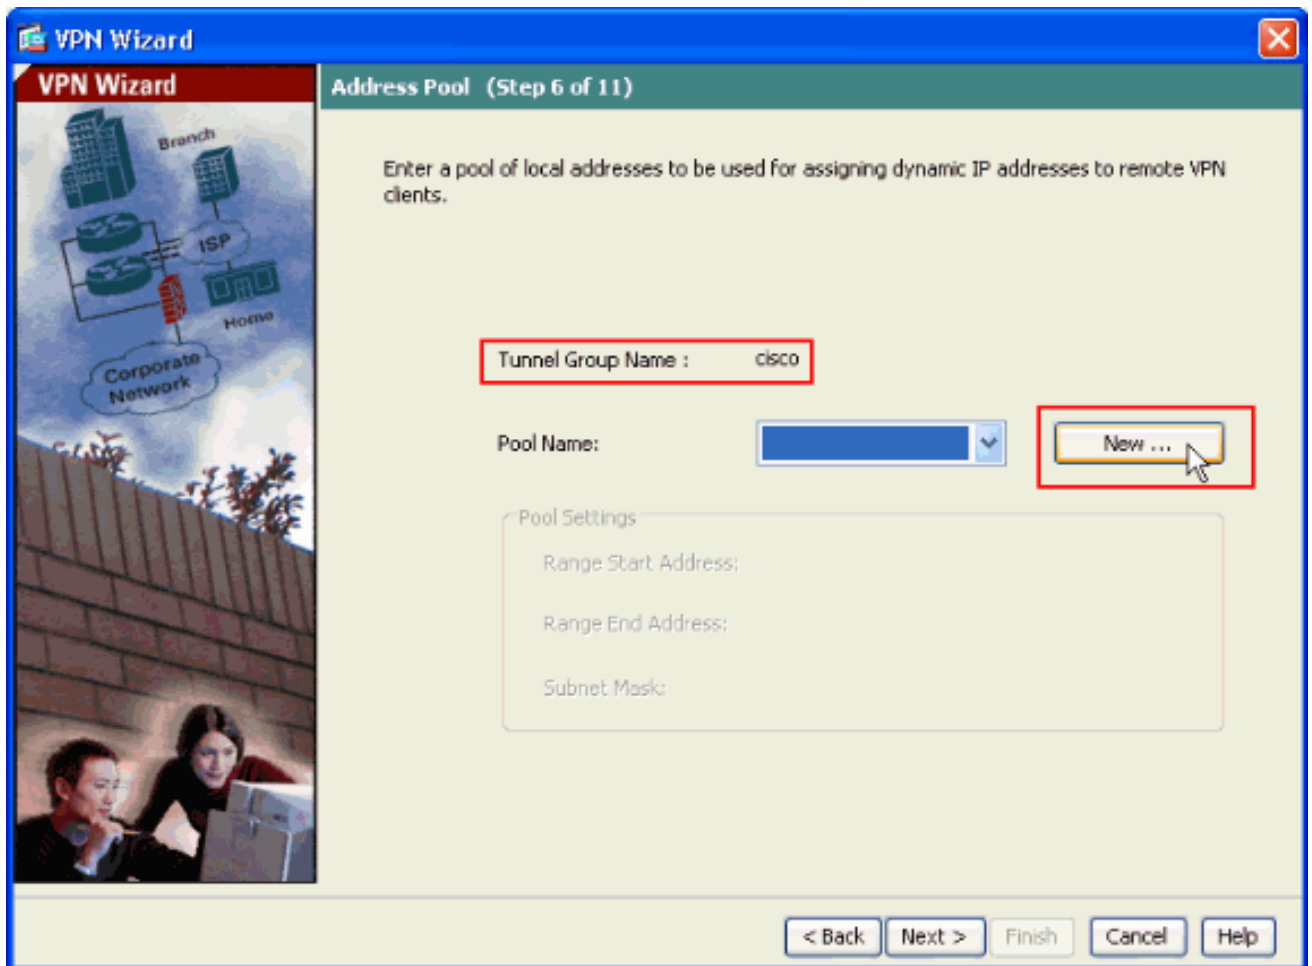 VPN Wizard
VPN Wizard
Address Pool (Step 6 of 11)
Branch
ISP
Home
Corporate
Network
Enter a pool of local addresses to be used for assigning dynamic IP addresses to remote VPN
clients.
Tunnel Group Name : cisco
Pool Name:
New ...
Pool Settings
Range Start Address:
Range End Address:
Subnet Mask:
< Back Next > Finish Cancel Help